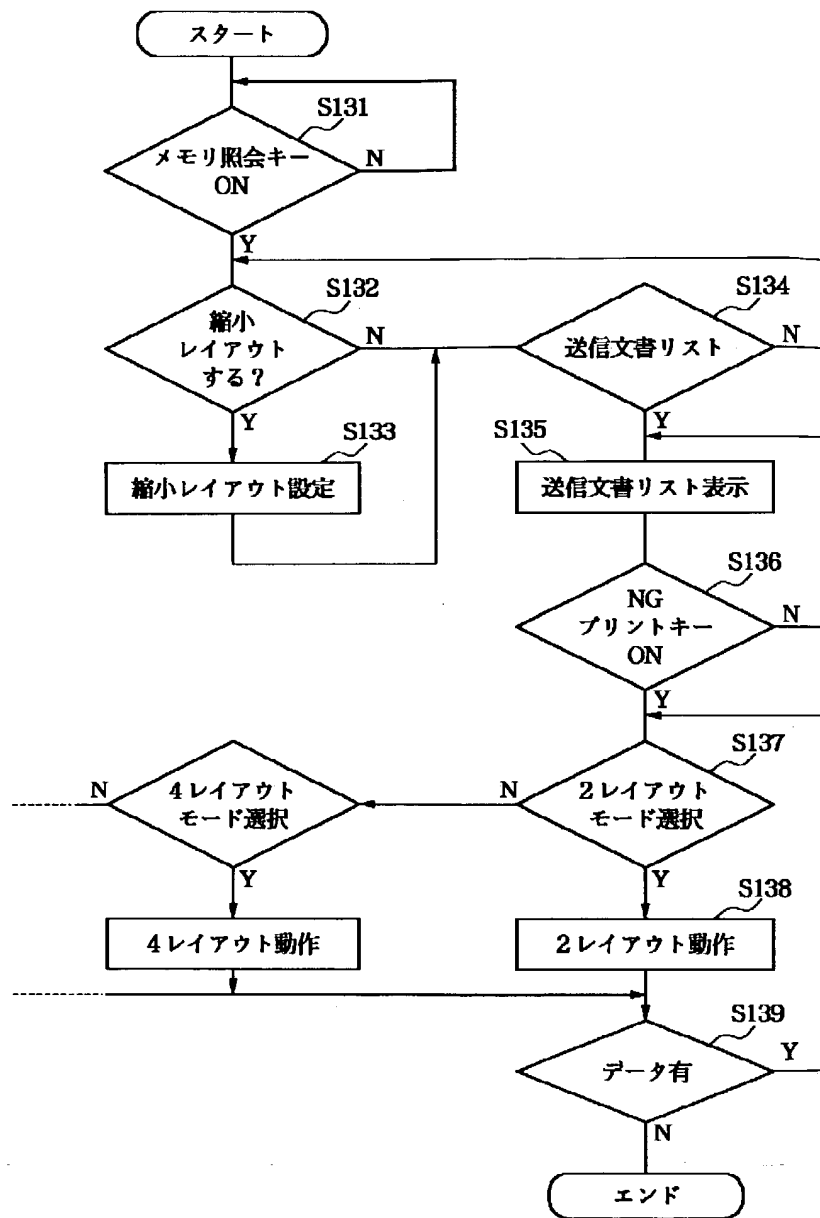 スタート
S131
メモリ照会キー
ON
N
Y
S132
縮小
レイアウト
する？
N
Y
S133
縮小レイアウト設定
S134
送信文書リスト
N
Y
S135
送信文書リスト表示
S136
NG
プリントキー
ON
N
Y
S137
2レイアウト
モード選択
N
Y
4レイアウト
モード選択
N
Y
4レイアウト動作
S138
2レイアウト動作
S139
データ有
Y
N
エンド